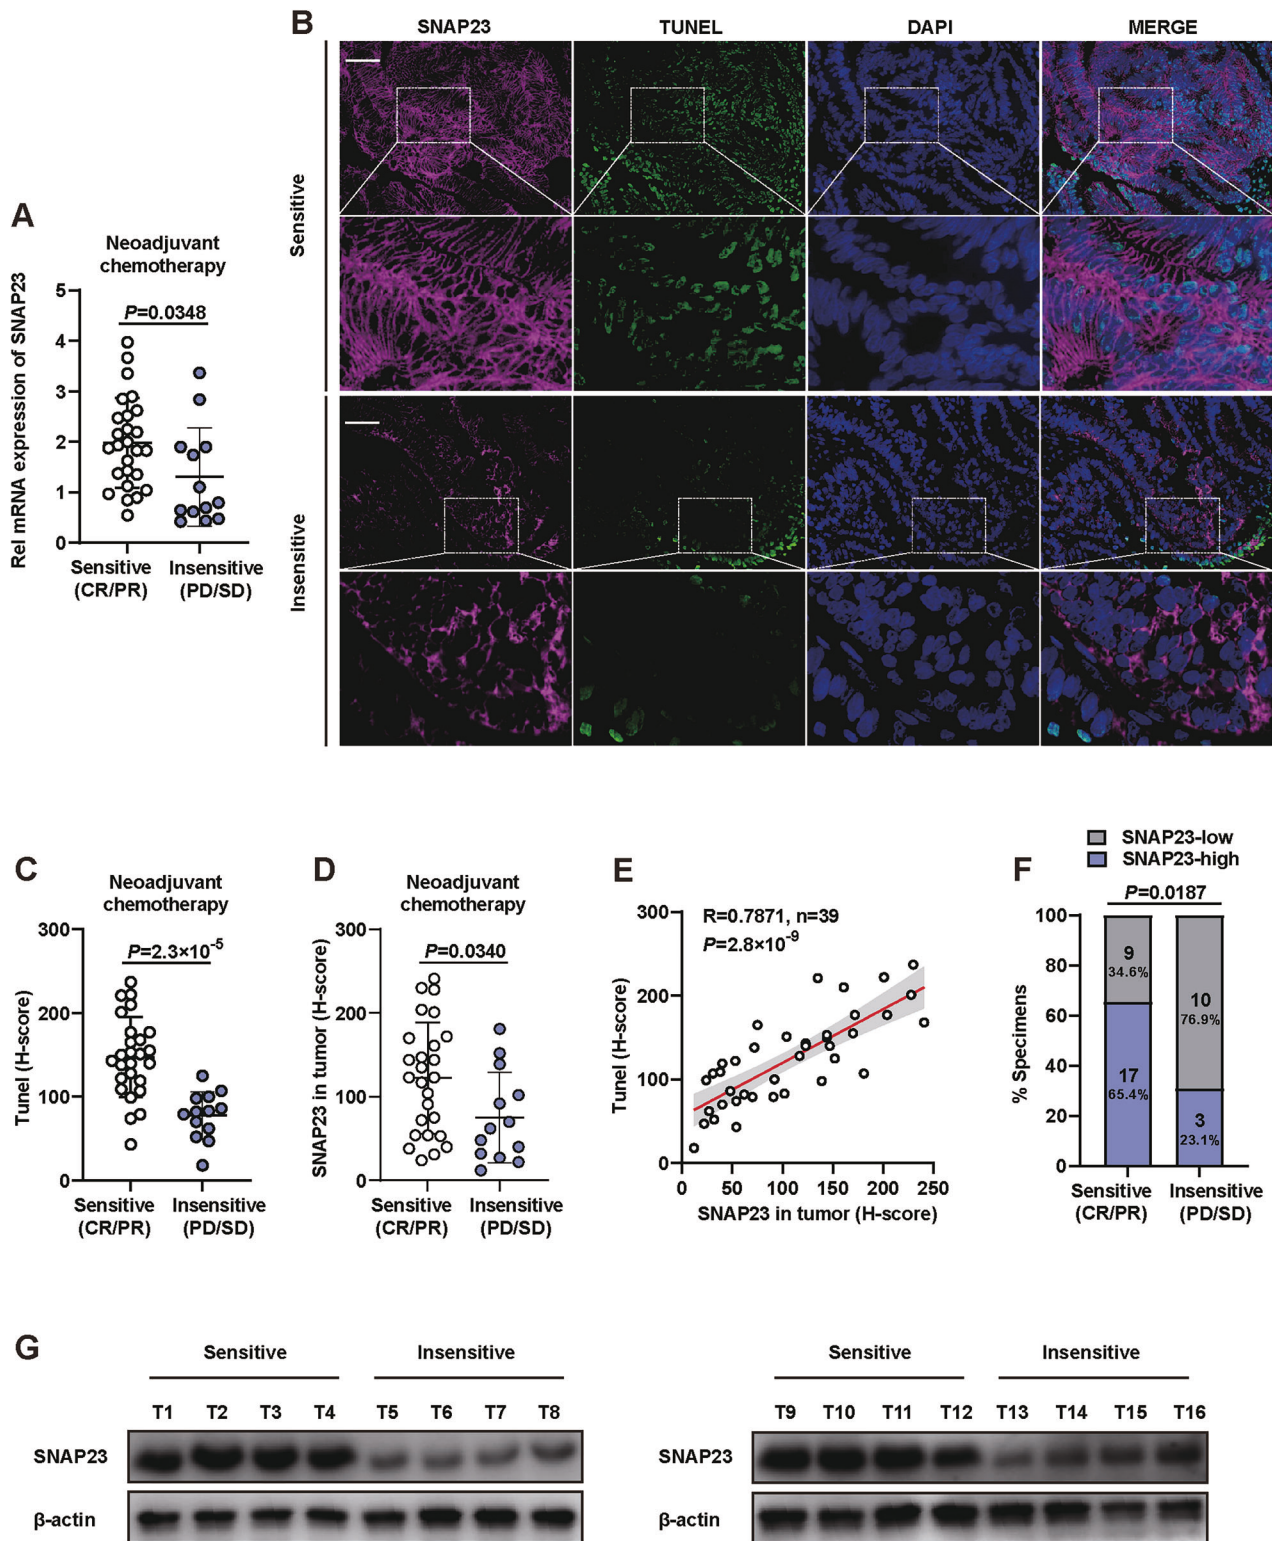 A
Neoadjuvant
chemotherapy
P=0.0348
Rel mRNA expression of SNAP23
5
4
3
2
1
0
Sensitive
(CR/PR)
Insensitive
(PD/SD)
B
SNAP23 TUNEL DAPI MERGE
Sensitive
Insensitive
C
Neoadjuvant
chemotherapy
P=2.3×10-5
Tunel (H-score)
300
200
100
0
Sensitive
(CR/PR)
Insensitive
(PD/SD)
D
Neoadjuvant
chemotherapy
P=0.0340
SNAP23 in tumor (H-score)
300
200
100
0
Sensitive
(CR/PR)
Insensitive
(PD/SD)
E
R=0.7871, n=39
P=2.8×10-9
Tunel (H-score)
300
200
100
0
0 50 100 150 200 250
SNAP23 in tumor (H-score)
F
SNAP23-low
SNAP23-high
P=0.0187
% Specimens
100
80
60
40
20
0
9
34.6%
17
65.4%
10
76.9%
3
23.1%
Sensitive
(CR/PR)
Insensitive
(PD/SD)
G
Sensitive Insensitive
T1 T2 T3 T4 T5 T6 T7 T8
SNAP23
β-actin
Sensitive Insensitive
T9 T10 T11 T12 T13 T14 T15 T16
SNAP23
β-actin